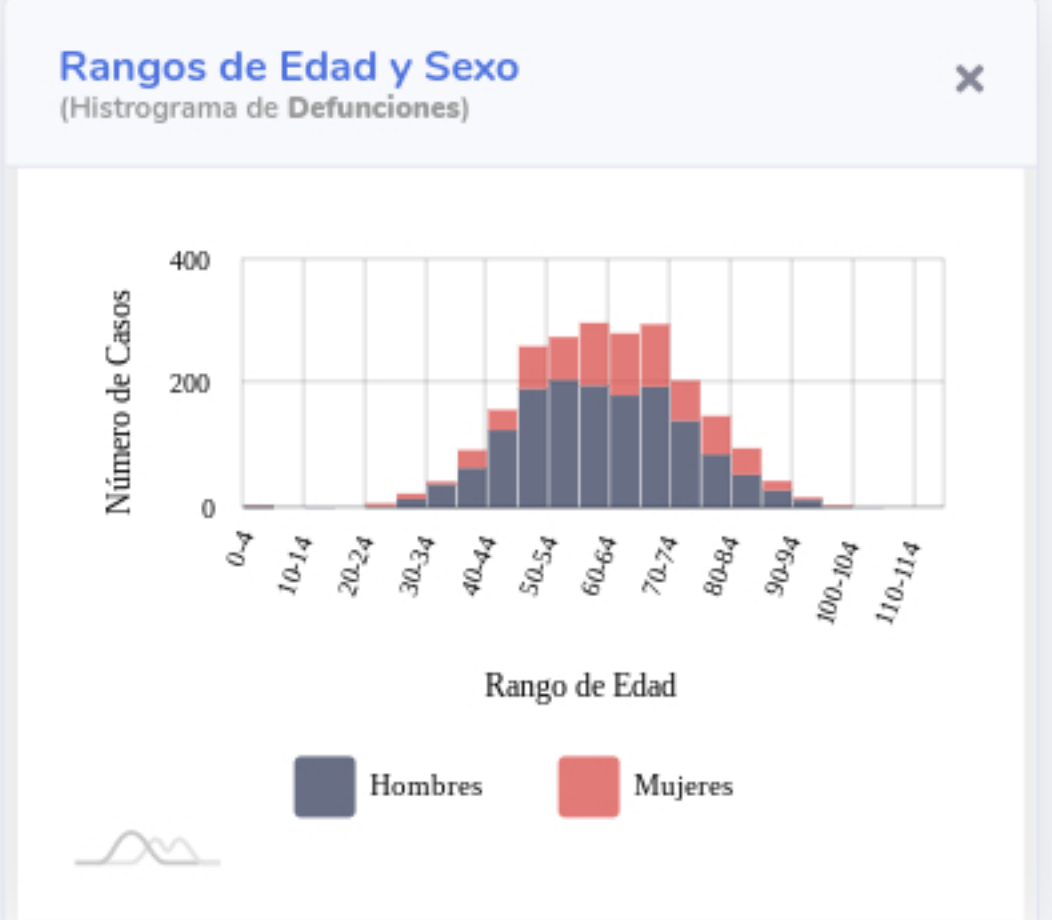 Rangos de Edad y Sexo
(Histrograma de Defunciones)
×
Número de Casos
400
200
0
0-4
10-14
20-24
30-34
40-44
50-54
60-64
70-74
80-84
90-94
100-104
110-114
Rango de Edad
Hombres
Mujeres